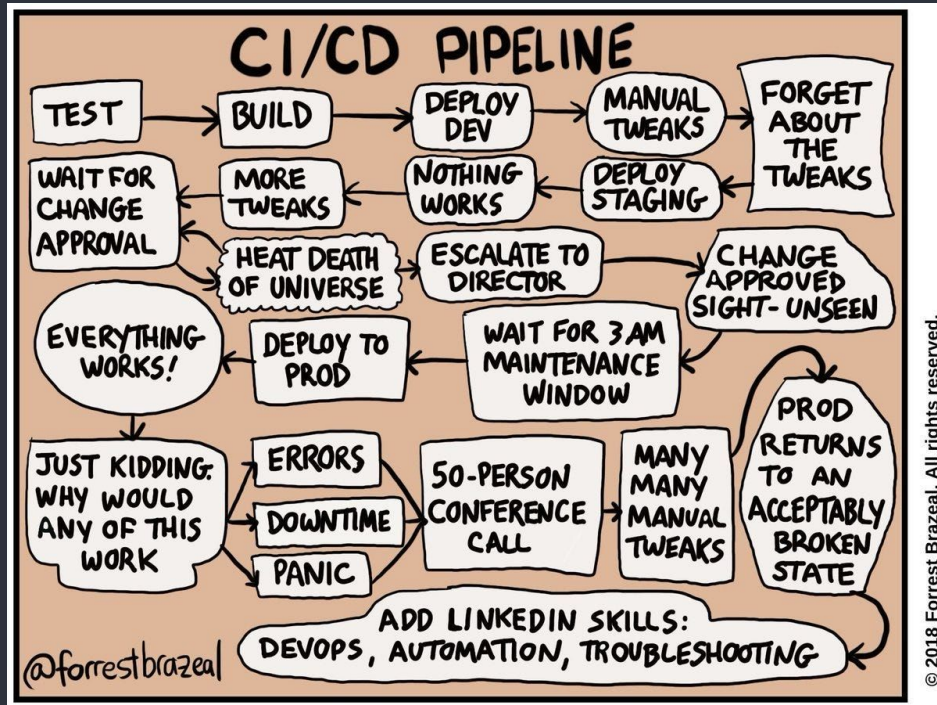 CI/CD PIPELINE
TEST
BUILD
DEPLOY
DEV
MANUAL
TWEAKS
FORGET
ABOUT
THE
TWEAKS
DEPLOY
STAGING
NOTHING
WORKS
MORE
TWEAKS
WAIT FOR
CHANGE
APPROVAL
HEAT DEATH
OF UNIVERSE
ESCALATE TO
DIRECTOR
CHANGE
APPROVED
SIGHT-UNSEEN
WAIT FOR 3 AM
MAINTENANCE
WINDOW
DEPLOY TO
PROD
EVERYTHING
WORKS!
JUST KIDDING.
WHY WOULD
ANY OF THIS
WORK
ERRORS
DOWNTIME
PANIC
50-PERSON
CONFERENCE
CALL
MANY
MANY
MANUAL
TWEAKS
PROD
RETURNS
TO AN
ACCEPTABLY
BROKEN
STATE
ADD LINKEDIN SKILLS:
DEVOPS, AUTOMATION, TROUBLESHOOTING
@forrestbrazeal
© 2018 Forrest Brazeal. All rights reserved.